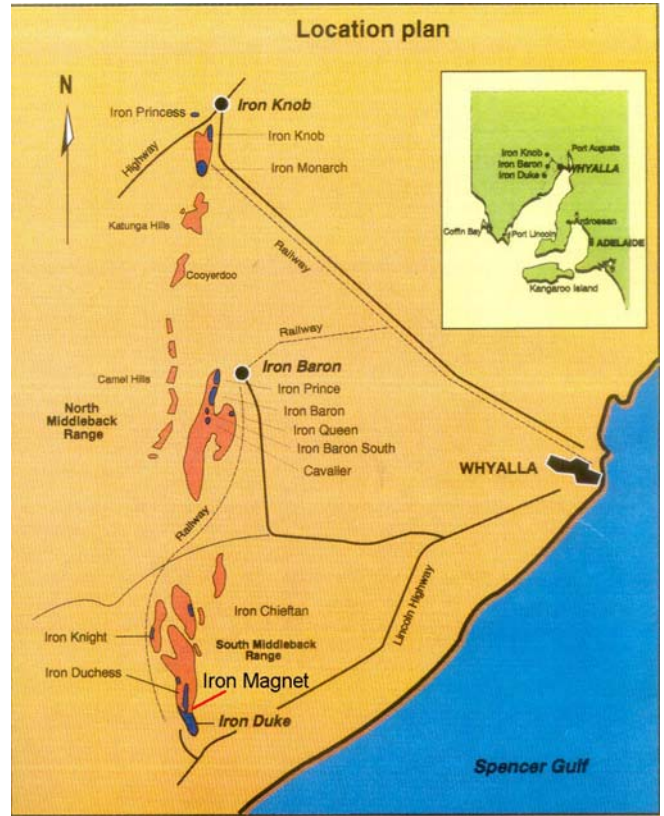 Location plan
N
Iron Princess
Iron Knob
Iron Knob
Highway
Iron Monarch
Katunga Hills
Railway
Cooyerdoo
Railway
Iron Baron
Camel Hills
Iron Prince
North
Middleback
Range
Iron Baron
Iron Queen
Iron Baron South
Cavalier
WHYALLA
Railway
Lincoln Highway
Iron Chieftan
Iron Knight
South Middleback
Range
Iron Duchess
Iron Magnet
Iron Duke
Spencer Gulf
Port Augusta
Iron Knob
Iron Baron
WHYALLA
Iron Duke
Ardrossan
Coffin Bay
Port Lincoln
ADELAIDE
Kangaroo Island